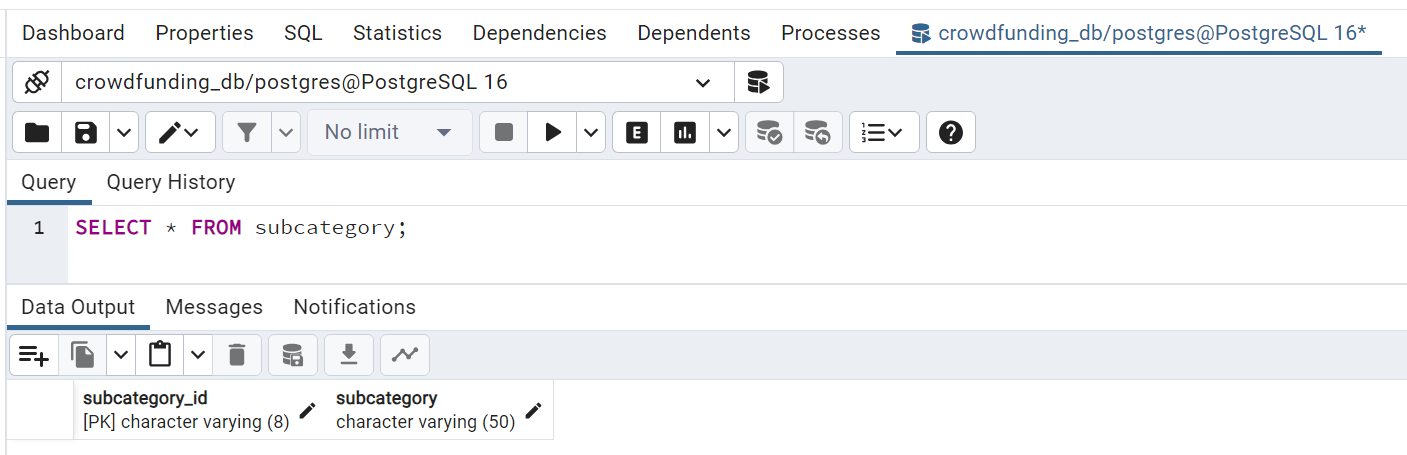 Dashboard Properties SQL Statistics Dependencies Dependents Processes crowdfunding_db/postgres@PostgreSQL 16*
crowdfunding_db/postgres@PostgreSQL 16
No limit E
Query Query History
1 SELECT * FROM subcategory;
Data Output Messages Notifications
subcategory_id subcategory
[PK] character varying (8) character varying (50)